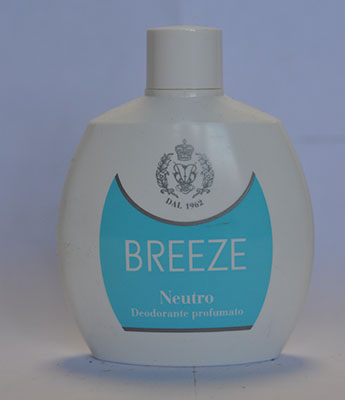 DAL 1962
BREEZE
Neutro
Deodorante profumato